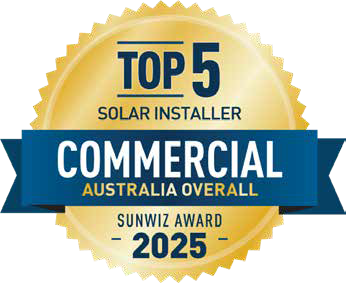 TOP 5
SOLAR INSTALLER
COMMERCIAL
AUSTRALIA OVERALL
SUNWIZ AWARD
- 2025 -